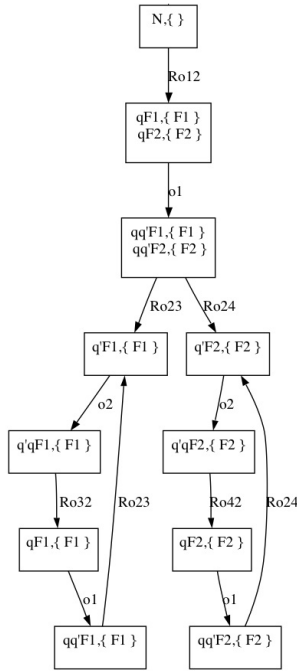 N,{ }
Ro12
qF1,{ F1 }
qF2,{ F2 }
o1
qq'F1,{ F1 }
qq'F2,{ F2 }
Ro23 Ro24
q'F1,{ F1 } q'F2,{ F2 }
o2 o2
q'qF1,{ F1 } q'qF2,{ F2 }
Ro32 Ro23 Ro42 Ro24
qF1,{ F1 } qF2,{ F2 }
o1 o1
qq'F1,{ F1 } qq'F2,{ F2 }